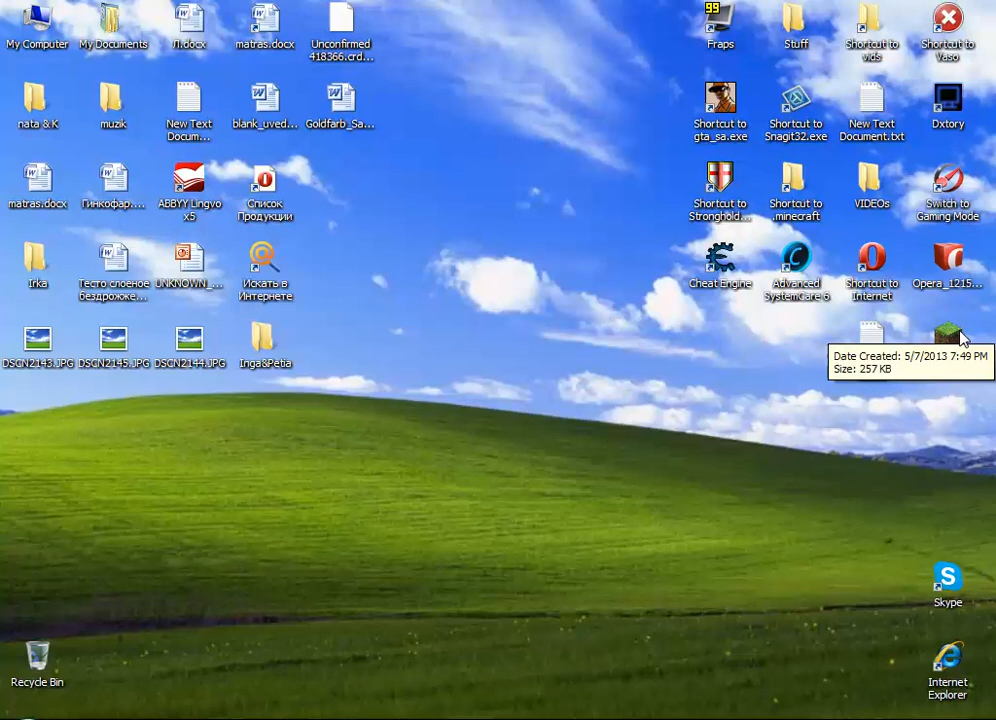 My Computer
My Documents
Л.docx
matras.docx
Unconfirmed
418366.crd...
99
Fraps
Stuff
Shortcut to
vids
Shortcut to
Vaso
nata & K
muzik
New Text
Docum...
blank_uved...
Goldfarb_Sa...
Shortcut to
gta_sa.exe
Shortcut to
Snagit32.exe
New Text
Document.txt
Dxtory
matras.docx
Гинкофар....
ABBYY Lingvo
x5
Список
Продукции
Shortcut to
Stronghold...
Shortcut to
.minecraft
VIDEOs
Switch to
Gaming Mode
Irka
Тесто слоеное
бездрожже...
UNKNOWN_...
Искать в
Интернете
Cheat Engine
Advanced
SystemCare 6
Shortcut to
Internet
Opera_1215...
DSCN2143.JPG
DSCN2145.JPG
DSCN2144.JPG
Inga&Petia
Date Created: 5/7/2013 7:49 PM
Size: 257 KB
Skype
Recycle Bin
Internet
Explorer